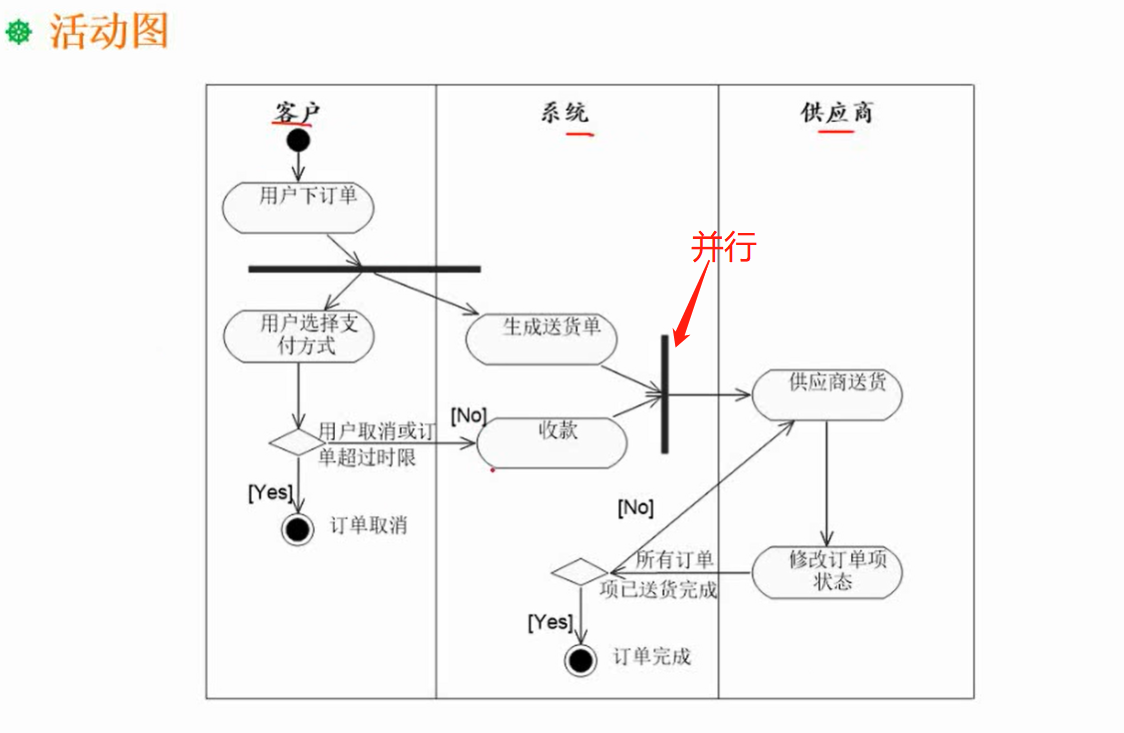 活动图
客户
系统
供应商
用户下订单
并行
用户选择支
付方式
生成送货单
供应商送货
[No]
收款
用户取消或订
单超过时限
[Yes]
订单取消
[No]
所有订单
项已送货完成
修改订单项
状态
[Yes]
订单完成